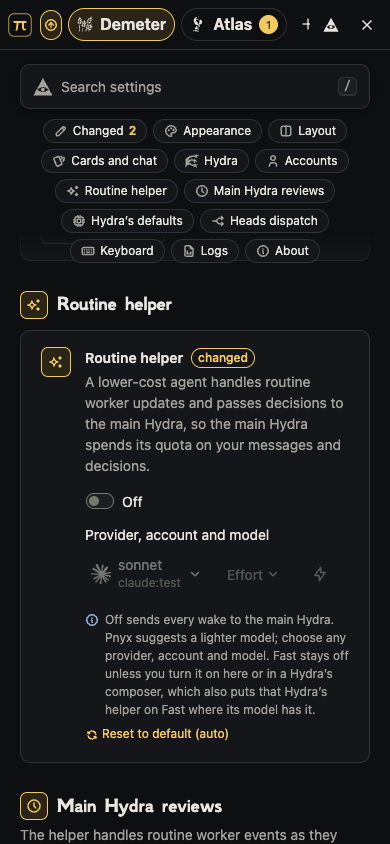 π Demeter Atlas 1
Search settings /
Changed 2 Appearance Layout
Cards and chat Hydra Accounts
Routine helper Main Hydra reviews
Hydra's defaults Heads dispatch
Keyboard Logs About
Routine helper
Routine helper changed
A lower-cost agent handles routine
worker updates and passes decisions to
the main Hydra, so the main Hydra
spends its quota on your messages and
decisions.
Off
Provider, account and model
sonnet
claude:test
Effort
Off sends every wake to the main Hydra.
Pnyx suggests a lighter model; choose any
provider, account and model. Fast stays off
unless you turn it on here or in a Hydra's
composer, which also puts that Hydra's
helper on Fast where its model has it.
Reset to default (auto)
Main Hydra reviews
The helper handles routine worker events as they